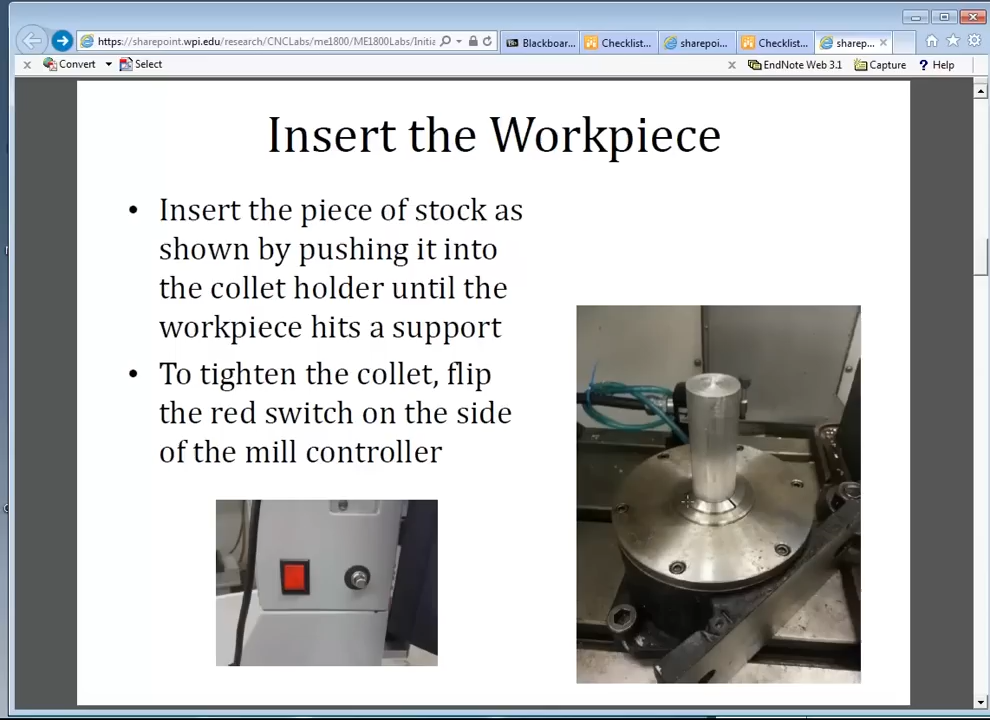 https://sharepoint.wpi.edu/research/CNCLabs/me1800/ME1800Labs/Initia
Blackboar...
Checklist...
sharepoi...
Checklist...
sharep...
Convert
Select
EndNote Web 3.1
Capture
? Help
Insert the Workpiece
• Insert the piece of stock as
shown by pushing it into
the collet holder until the
workpiece hits a support
• To tighten the collet, flip
the red switch on the side
of the mill controller